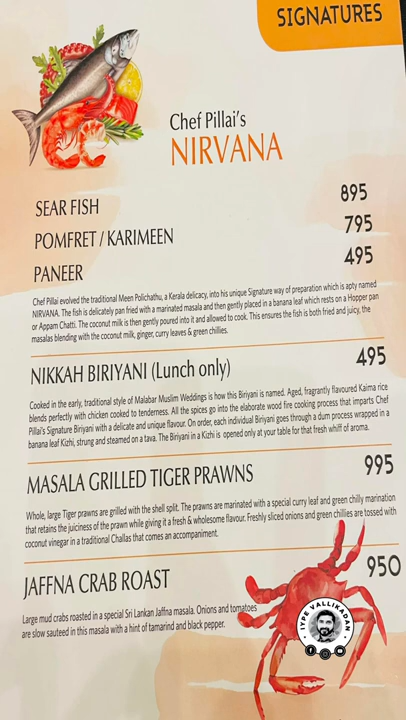 SIGNATURES
Chef Pillai's
NIRVANA
SEAR FISH 895
POMFRET / KARIMEEN 795
PANEER 495
Chef Pillai evolved the traditional Meen Polichathu, a Kerala delicacy, into his unique Signature way of preparation which is apty named
NIRVANA. The fish is delicately pan fried with a marinated masala and then gently placed in a banana leaf which rests on a Hopper pan
or Appam Chatti. The coconut milk is then gently poured into it and allowed to cook. This ensures the fish is both fried and juicy, the
masalas blending with the coconut milk, ginger, curry leaves & green chillies.
NIKKAH BIRIYANI (Lunch only) 495
Cooked in the early, traditional style of Malabar Muslim Weddings is how this Biriyani is named. Aged, fragrantly flavoured Kaima rice
blends perfectly with chicken cooked to tenderness. All the spices go into the elaborate wood fire cooking process that imparts Chef
Pillai's Signature Biriyani with a delicate and unique flavour. On order, each individual Biriyani goes through a dum process wrapped in a
banana leaf Kizhi, strung and steamed on a tava. The Biriyani in a Kizhi is opened only at your table for that fresh whiff of aroma.
MASALA GRILLED TIGER PRAWNS 995
Whole, large Tiger prawns are grilled with the shell split. The prawns are marinated with a special curry leaf and green chilly marination
that retains the juiciness of the prawn while giving it a fresh & wholesome flavour. Freshly sliced onions and green chillies are tossed with
coconut vinegar in a traditional Challas that comes an accompaniment.
JAFFNA CRAB ROAST 950
Large mud crabs roasted in a special Sri Lankan Jaffna masala. Onions and tomatoes
are slow sauteed in this masala with a hint of tamarind and black pepper.
IYPE VALLIKADAN